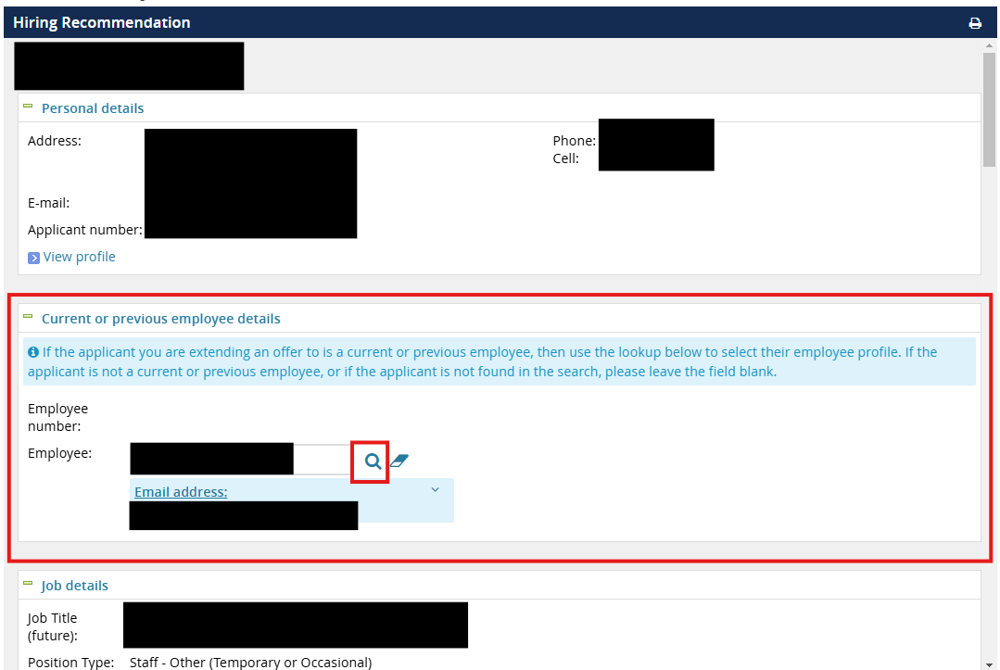 Hiring Recommendation
Personal details
Address:
Phone:
Cell:
E-mail:
Applicant number:
View profile
Current or previous employee details
If the applicant you are extending an offer to is a current or previous employee, then use the lookup below to select their employee profile. If the
applicant is not a current or previous employee, or if the applicant is not found in the search, please leave the field blank.
Employee
number:
Employee:
Email address:
Job details
Job Title
(future):
Position Type: Staff - Other (Temporary or Occasional)